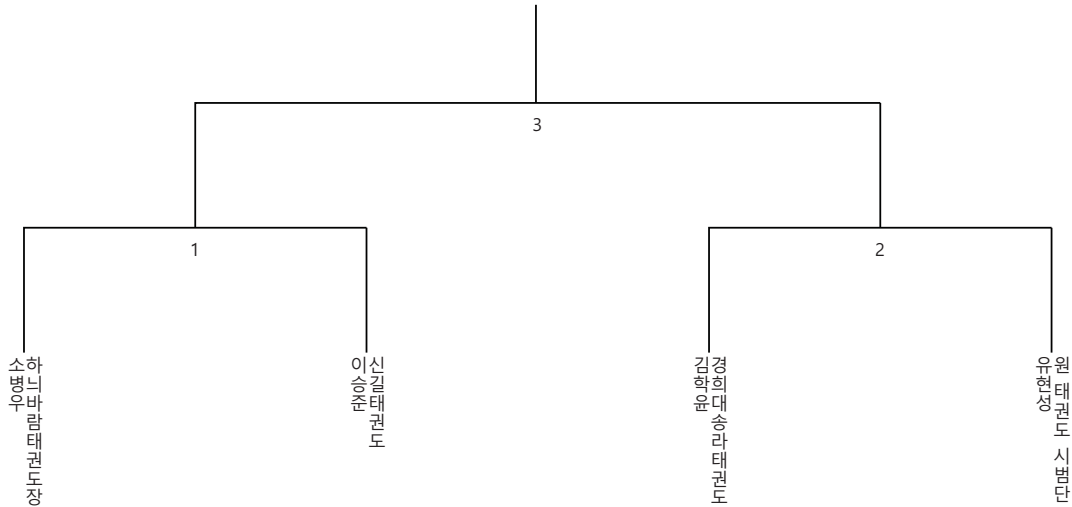 3
1
2
하늬바람태권도장
소병우
신길태권도
이승준
경희대송라태권도
김학윤
원 태권도 시범단
유현성